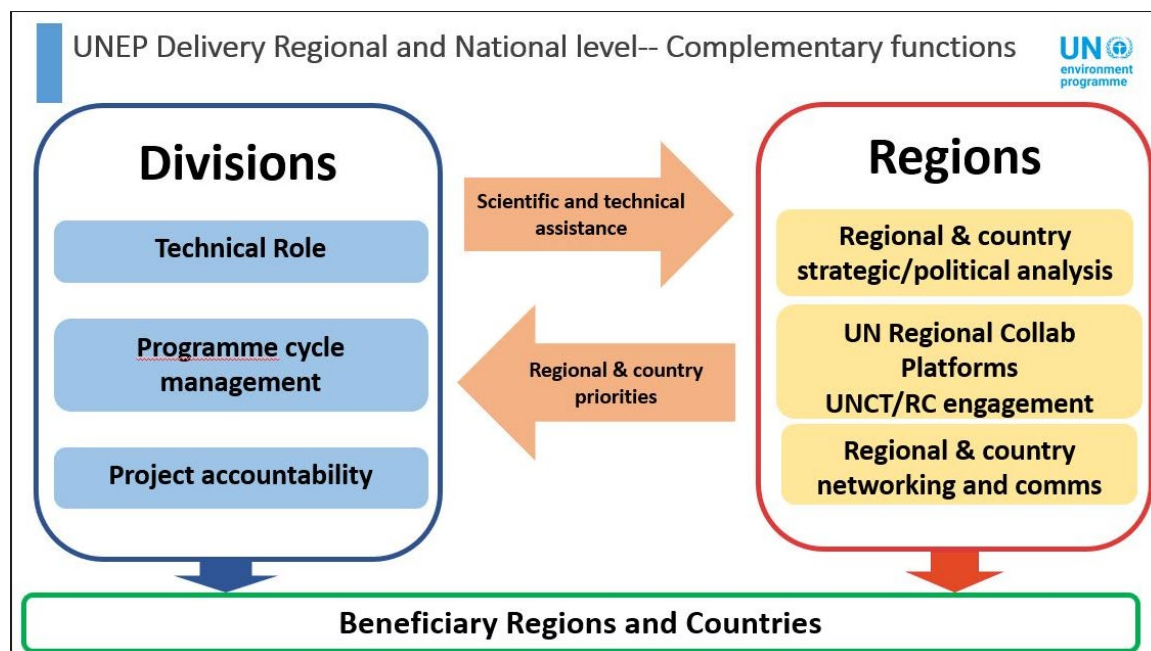 UNEP Delivery Regional and National level-- Complementary functions
UN
environment
programme
Divisions
Technical Role
Programme cycle
management
Project accountability
Scientific and technical
assistance
Regional & country
priorities
Regions
Regional & country
strategic/political analysis
UN Regional Collab
Platforms
UNCT/RC engagement
Regional & country
networking and comms
Beneficiary Regions and Countries